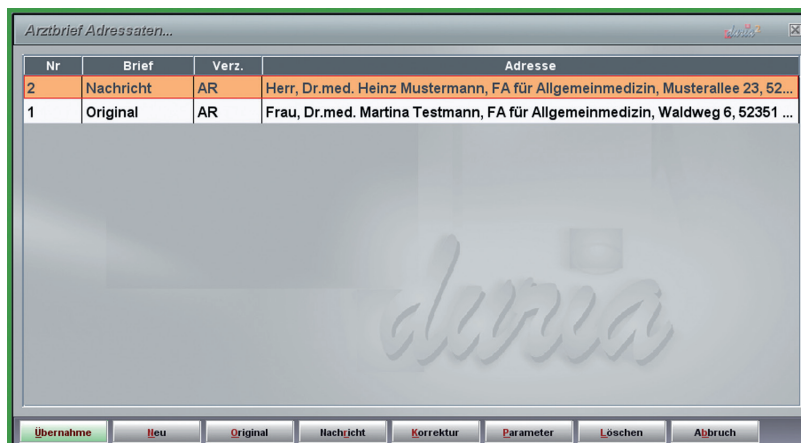 Arztbrief Adressaten...
duria
Nr Brief Verz. Adresse
2 Nachricht AR Herr, Dr.med. Heinz Mustermann, FA für Allgemeinmedizin, Musterallee 23, 52...
1 Original AR Frau, Dr.med. Martina Testmann, FA für Allgemeinmedizin, Waldweg 6, 52351 ...
duria
Übernahme Neu Original Nachricht Korrektur Parameter Löschen Abbruch